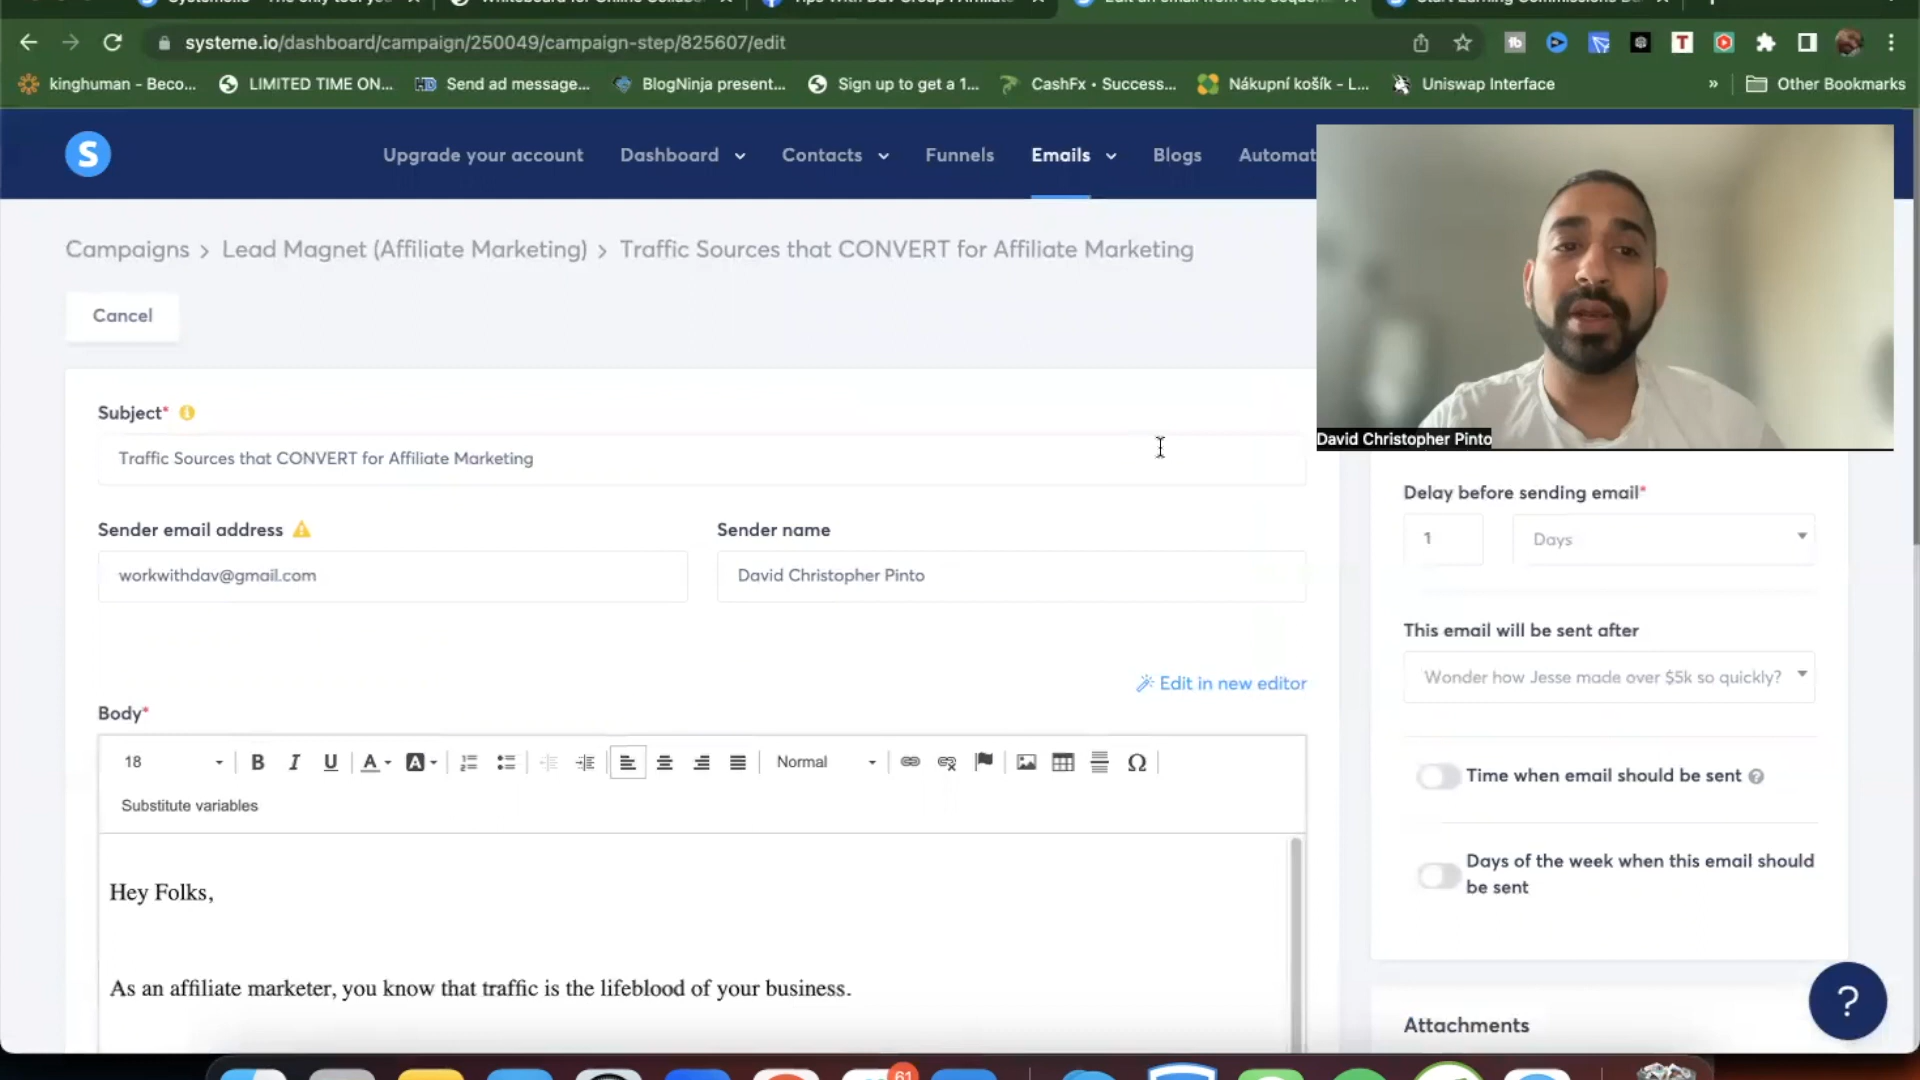 systeme.io/dashboard/campaign/250049/campaign-step/825607/edit
kinghuman - Beco... LIMITED TIME ON... Send ad message... BlogNinja present... Sign up to get a 1... CashFx • Success... Nákupní košík - L... Uniswap Interface » Other Bookmarks
S Upgrade your account Dashboard Contacts Funnels Emails Blogs Automat
Campaigns > Lead Magnet (Affiliate Marketing) > Traffic Sources that CONVERT for Affiliate Marketing
Cancel
Subject*
David Christopher Pinto
Traffic Sources that CONVERT for Affiliate Marketing
Delay before sending email*
Sender email address Sender name
1 Days
workwithdav@gmail.com David Christopher Pinto
This email will be sent after
Edit in new editor
Wonder how Jesse made over $5k so quickly?
Body*
18 B I U A A Normal Ω
Time when email should be sent ?
Substitute variables
Days of the week when this email should
be sent
Hey Folks,
As an affiliate marketer, you know that traffic is the lifeblood of your business.
?
Attachments
61